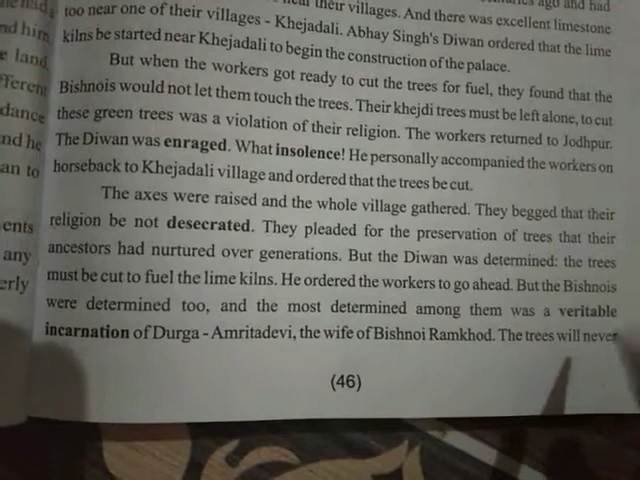 ago and had
their villages. And there was excellent limestone
too near one of their villages - Khejadali. Abhay Singh's Diwan ordered that the lime
kilns be started near Khejadali to begin the construction of the palace.
But when the workers got ready to cut the trees for fuel, they found that the
Bishnois would not let them touch the trees. Their khejdi trees must be left alone, to cut
these green trees was a violation of their religion. The workers returned to Jodhpur.
The Diwan was enraged. What insolence! He personally accompanied the workers on
horseback to Khejadali village and ordered that the trees be cut.
The axes were raised and the whole village gathered. They begged that their
religion be not desecrated. They pleaded for the preservation of trees that their
ancestors had nurtured over generations. But the Diwan was determined: the trees
must be cut to fuel the lime kilns. He ordered the workers to go ahead. But the Bishnois
were determined too, and the most determined among them was a veritable
incarnation of Durga - Amritadevi, the wife of Bishnoi Ramkhod. The trees will never
(46)